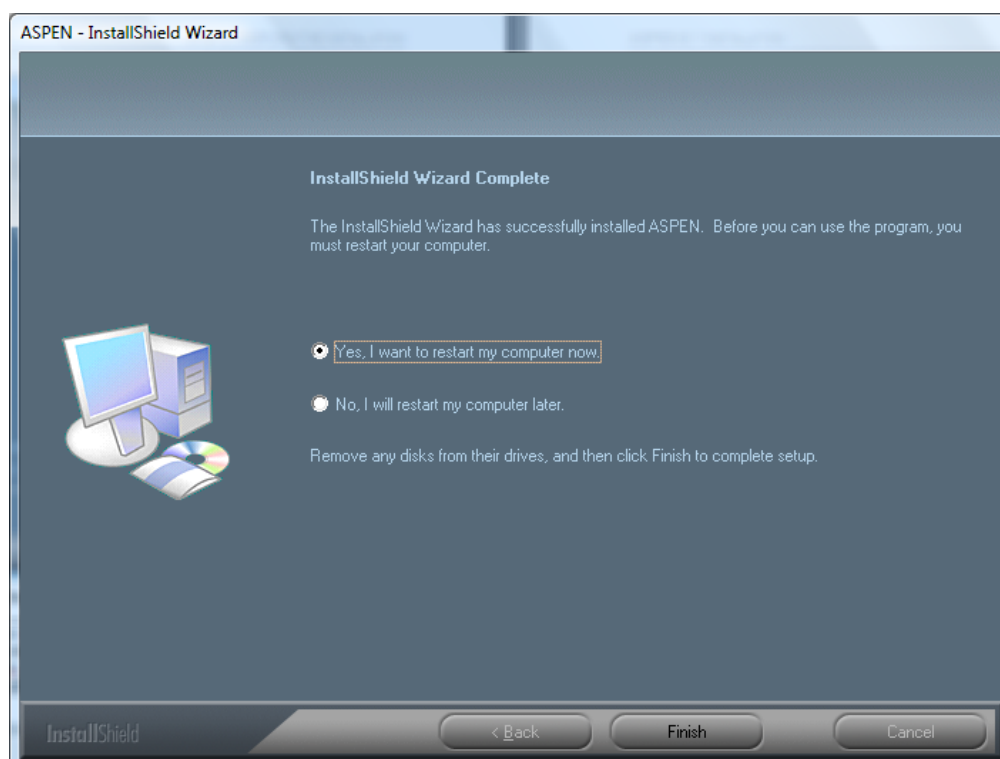 ASPEN - InstallShield Wizard
InstallShield Wizard Complete
The InstallShield Wizard has successfully installed ASPEN. Before you can use the program, you
must restart your computer.
Yes, I want to restart my computer now.
No, I will restart my computer later.
Remove any disks from their drives, and then click Finish to complete setup.
InstallShield
< Back
Finish
Cancel